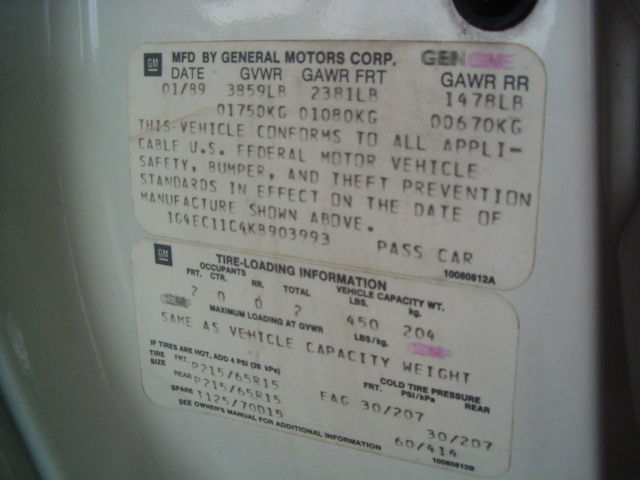 GM MFD BY GENERAL MOTORS CORP. GEN GME
DATE GVWR GAWR FRT GAWR RR
01/89 3859LB 2381LB 1478LB
01750KG 01080KG 00670KG
THIS VEHICLE CONFORMS TO ALL APPLI-
CABLE U.S. FEDERAL MOTOR VEHICLE
SAFETY, BUMPER, AND THEFT PREVENTION
STANDARDS IN EFFECT ON THE DATE OF
MANUFACTURE SHOWN ABOVE.
1G4EC11C4KB903993 PASS CAR
10080812A
GM TIRE-LOADING INFORMATION
OCCUPANTS VEHICLE CAPACITY WT.
FRT. CTR. RR. TOTAL LBS. kg.
2 0 0 2 450 204
MAXIMUM LOADING AT GVWR LBS/kg.
SAME AS VEHICLE CAPACITY WEIGHT
IF TIRES ARE HOT, ADD 4 PSI (28 kPa)
TIRE SIZE COLD TIRE PRESSURE
FRT. PSI/kPa REAR
FRT. P215/65R15 EAG 30/207
REAR P215/65R15 30/207
SPARE T125/70D15 60/414
SEE OWNER'S MANUAL FOR ADDITIONAL INFORMATION
10080813B